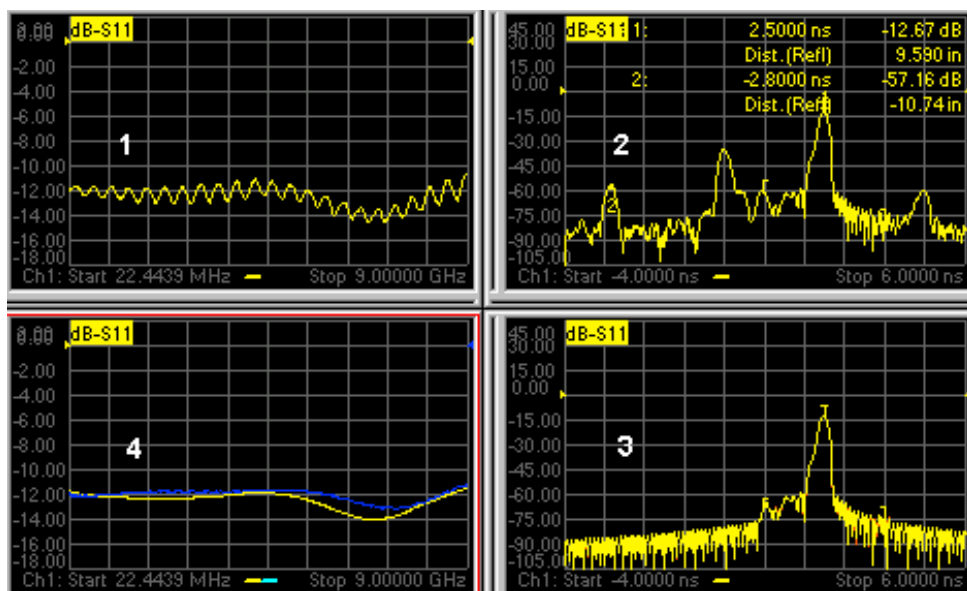 dB-S11
0.00
-2.00
-4.00
-6.00
-8.00
-10.00
-12.00
-14.00
-16.00
-18.00
1
Ch1: Start 22.4439 MHz
Stop 9.00000 GHz
45.00
30.00
15.00
0.00
-15.00
-30.00
-45.00
-60.00
-75.00
-90.00
-105.0
dB-S11
1: 2.5000 ns -12.67 dB
Dist.(Refl) 9.590 in
2: -2.8000 ns -57.16 dB
Dist.(Refl) -10.74 in
2
2
Ch1: Start -4.0000 ns
Stop 6.0000 ns
dB-S11
0.00
-2.00
-4.00
-6.00
-8.00
-10.00
-12.00
-14.00
-16.00
-18.00
4
Ch1: Start 22.4439 MHz
Stop 9.00000 GHz
45.00
30.00
15.00
0.00
-15.00
-30.00
-45.00
-60.00
-75.00
-90.00
-105.0
dB-S11
3
Ch1: Start -4.0000 ns
Stop 6.0000 ns